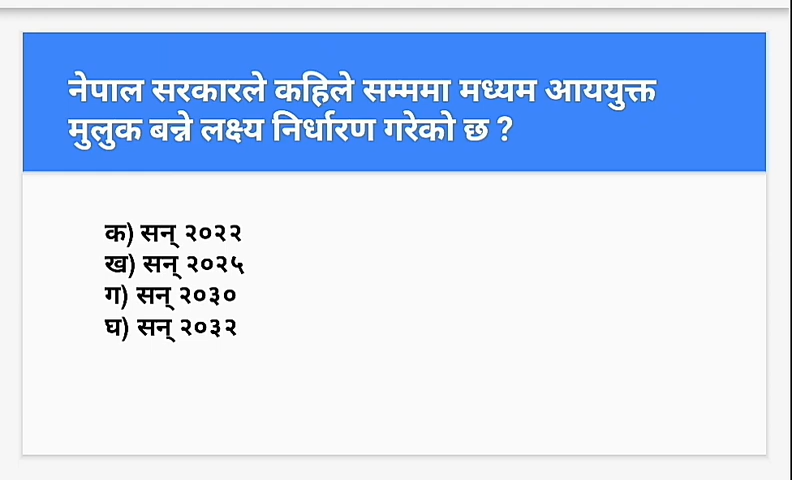 नेपाल सरकारले कहिले सम्ममा मध्यम आययुक्त
मुलुक बन्ने लक्ष्य निर्धारण गरेको छ ?
क) सन् २०२२
ख) सन् २०२५
ग) सन् २०३०
घ) सन् २०३२